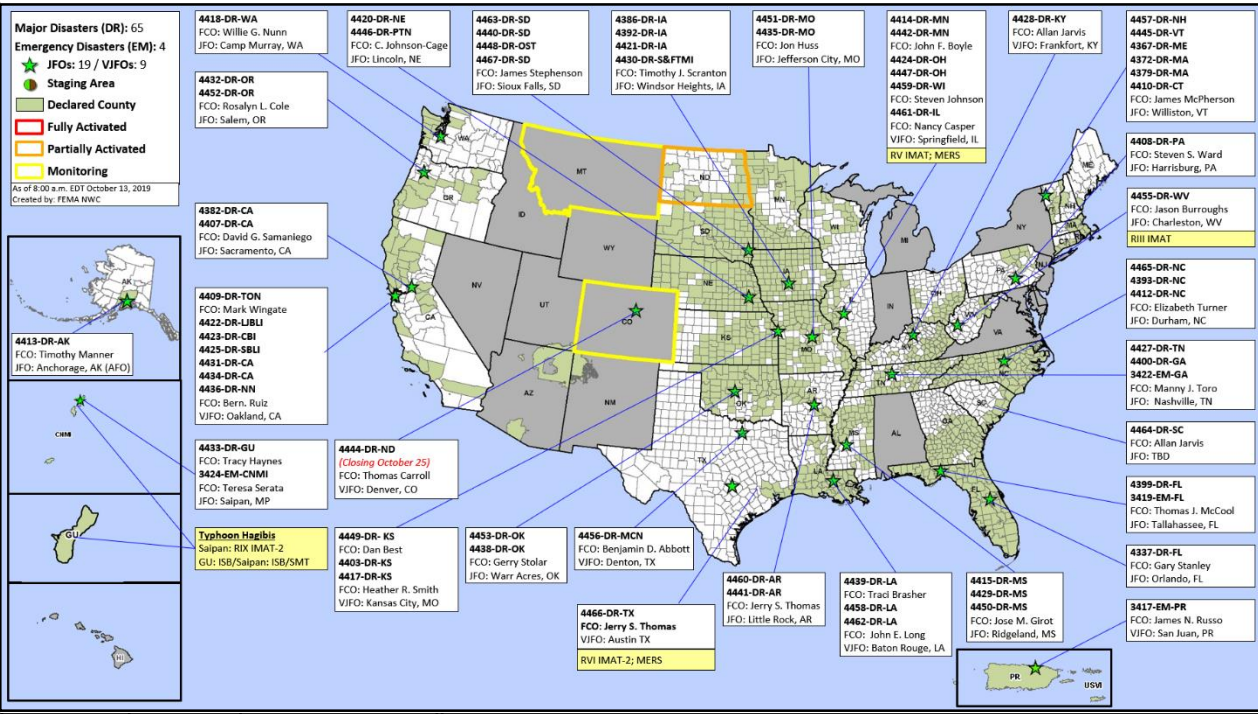 Major Disasters (DR): 65
Emergency Disasters (EM): 4
JFOs: 19 / VJFOs: 9
Staging Area
Declared County
Fully Activated
Partially Activated
Monitoring
As of 8:00 a.m. EDT October 13, 2019
Created by: FEMA NWC
4418-DR-WA
FCO: Willie G. Nunn
JFO: Camp Murray, WA
4420-DR-NE
4446-DR-PTN
FCO: C. Johnson-Cage
JFO: Lincoln, NE
4463-DR-SD
4440-DR-SD
4448-DR-OST
4467-DR-SD
FCO: James Stephenson
JFO: Sioux Falls, SD
4386-DR-IA
4392-DR-IA
4421-DR-IA
4430-DR-S&FTMI
FCO: Timothy J. Scranton
JFO: Windsor Heights, IA
4451-DR-MO
4435-DR-MO
FCO: Jon Huss
JFO: Jefferson City, MO
4414-DR-MN
4442-DR-MN
FCO: John F. Boyle
4424-DR-OH
4447-DR-OH
4459-DR-WI
FCO: Steven Johnson
4461-DR-IL
FCO: Nancy Casper
VJFO: Springfield, IL
RV IMAT; MERS
4428-DR-KY
FCO: Allan Jarvis
VJFO: Frankfort, KY
4457-DR-NH
4445-DR-VT
4367-DR-ME
4372-DR-MA
4379-DR-MA
4410-DR-CT
FCO: James McPherson
JFO: Williston, VT
4432-DR-OR
4452-DR-OR
FCO: Rosalyn L. Cole
JFO: Salem, OR
4408-DR-PA
FCO: Steven S. Ward
JFO: Harrisburg, PA
4455-DR-WV
FCO: Jason Burroughs
JFO: Charleston, WV
RIII IMAT
4382-DR-CA
4407-DR-CA
FCO: David G. Samaniego
JFO: Sacramento, CA
4465-DR-NC
4393-DR-NC
4412-DR-NC
FCO: Elizabeth Turner
JFO: Durham, NC
4409-DR-TON
FCO: Mark Wingate
4422-DR-LJBLI
4423-DR-CBI
4425-DR-SBLI
4431-DR-CA
4434-DR-CA
4436-DR-NN
FCO: Bern. Ruiz
VJFO: Oakland, CA
4413-DR-AK
FCO: Timothy Manner
JFO: Anchorage, AK (AFO)
4427-DR-TN
4400-DR-GA
3422-EM-GA
FCO: Manny J. Toro
JFO: Nashville, TN
4464-DR-SC
FCO: Allan Jarvis
JFO: TBD
4433-DR-GU
FCO: Tracy Haynes
3424-EM-CNMI
FCO: Teresa Serata
JFO: Saipan, MP
4444-DR-ND
(Closing October 25)
FCO: Thomas Carroll
VJFO: Denver, CO
4399-DR-FL
3419-EM-FL
FCO: Thomas J. McCool
JFO: Tallahassee, FL
Typhoon Hagibis
Saipan: RIX IMAT-2
GU: ISB/Saipan: ISB/SMT
4449-DR- KS
FCO: Dan Best
4403-DR-KS
4417-DR-KS
FCO: Heather R. Smith
VJFO: Kansas City, MO
4453-DR-OK
4438-DR-OK
FCO: Gerry Stolar
JFO: Warr Acres, OK
4456-DR-MCN
FCO: Benjamin D. Abbott
VJFO: Denton, TX
4337-DR-FL
FCO: Gary Stanley
JFO: Orlando, FL
4466-DR-TX
FCO: Jerry S. Thomas
VJFO: Austin TX
RVI IMAT-2; MERS
4460-DR-AR
4441-DR-AR
FCO: Jerry S. Thomas
JFO: Little Rock, AR
4439-DR-LA
FCO: Traci Brasher
4458-DR-LA
4462-DR-LA
FCO: John E. Long
VJFO: Baton Rouge, LA
4415-DR-MS
4429-DR-MS
4450-DR-MS
FCO: Jose M. Girot
JFO: Ridgeland, MS
3417-EM-PR
FCO: James N. Russo
VJFO: San Juan, PR
WA
MT
ND
MN
ME
OR
ID
SD
WI
MI
NY
NH
MA
CT
WY
NE
IA
PA
NJ
NV
UT
CO
KS
MO
IL
IN
OH
WV
VA
KY
CA
AZ
NM
OK
AR
TN
NC
SC
TX
LA
MS
AL
GA
FL
AK
CNMI
GU
HI
PR
USVI